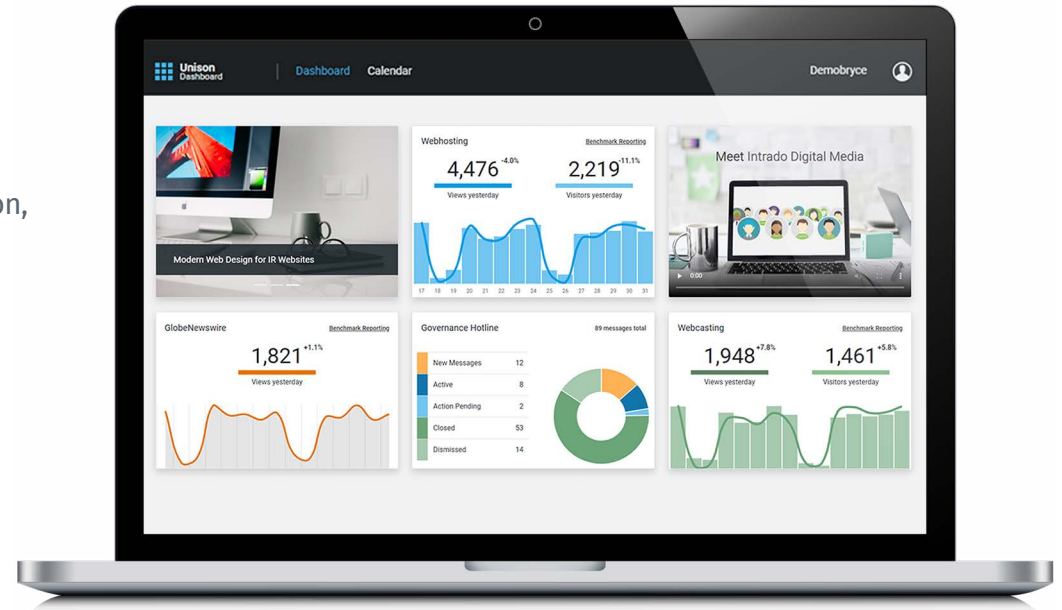 on,
Unison
Dashboard
Dashboard Calendar
Demobryce
Modern Web Design for IR Websites
Webhosting
Benchmark Reporting
4,476 -4.0%
Views yesterday
2,219 -11.1%
Visitors yesterday
17 18 19 20 21 22 23 24 25 26 27 28 29 30 31
Meet Intrado Digital Media
0:00
GlobeNewswire
Benchmark Reporting
1,821 +1.1%
Views yesterday
Governance Hotline
89 messages total
New Messages 12
Active 8
Action Pending 2
Closed 53
Dismissed 14
Webcasting
Benchmark Reporting
1,948 +7.8%
Views yesterday
1,461 +5.8%
Visitors yesterday